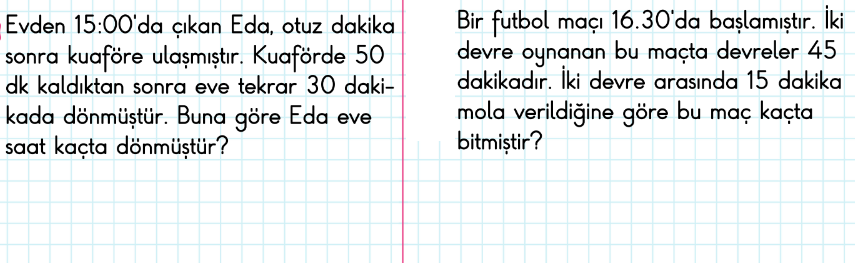 Evden 15:00'da çıkan Eda, otuz dakika
sonra kuaföre ulaşmıştır. Kuaförde 50
dk kaldıktan sonra eve tekrar 30 daki-
kada dönmüştür. Buna göre Eda eve
saat kaçta dönmüştür?
Bir futbol maçı 16.30'da başlamıştır. İki
devre oynanan bu maçta devreler 45
dakikadır. İki devre arasında 15 dakika
mola verildiğine göre bu maç kaçta
bitmiştir?